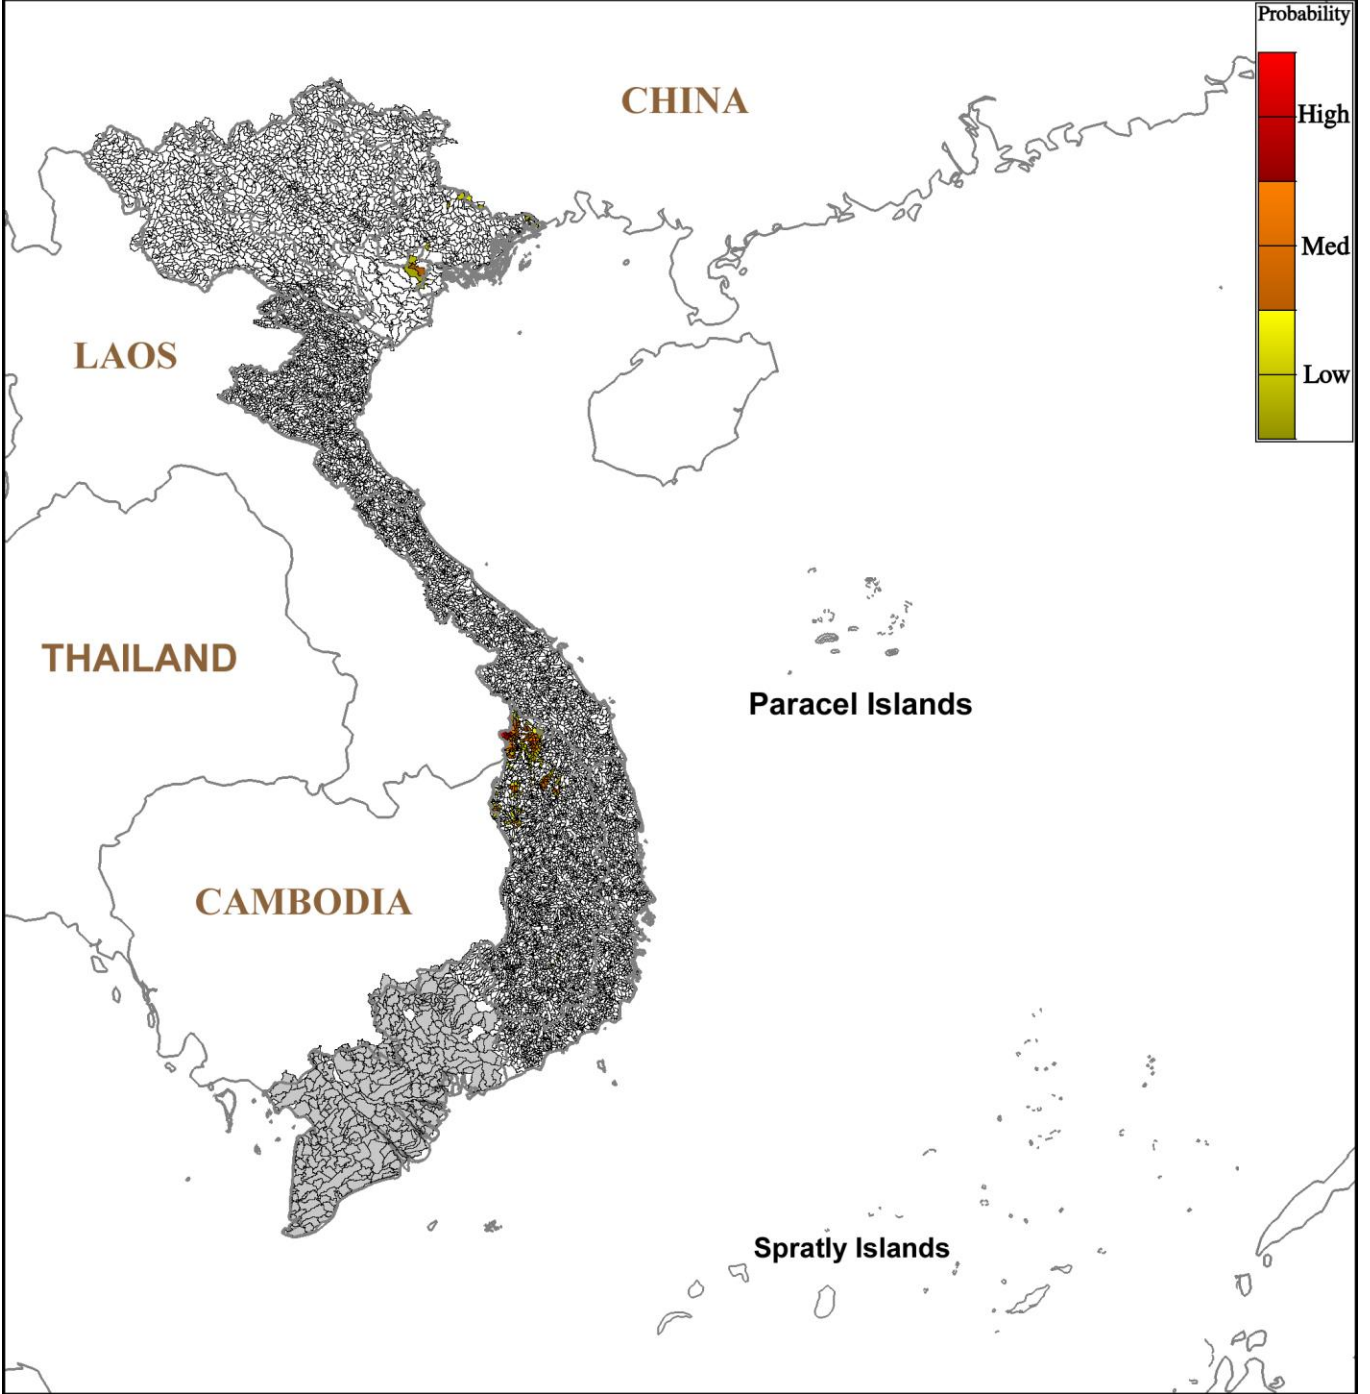 Probability
CHINA
High
Med
LAOS
Low
THAILAND
Paracel Islands
CAMBODIA
Spratly Islands